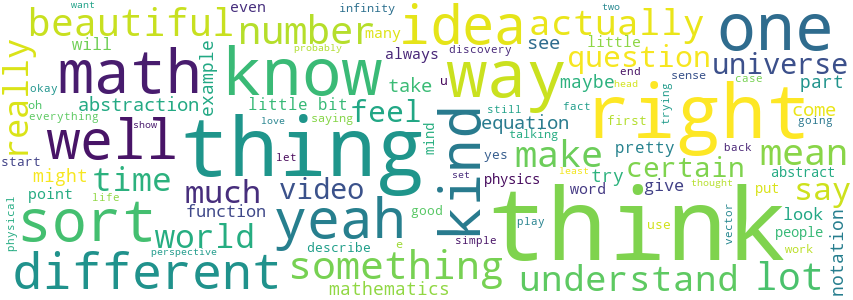 want even infinity two
beautiful number many idea actually one
will always see discovery little question universe
really math know way
example okay abstraction little bit take u end sense maybe case part
oh everything saying feel mind still equation fact first trying right come going
well show love thing kind talking head back
start let yes pretty certain mean
might time much video set make try physics least abstract
point life function good word give put thought say
physical sort yeah play use vector look people notation
world describe e simple think work
perspective something
different mathematics understand lot
probably